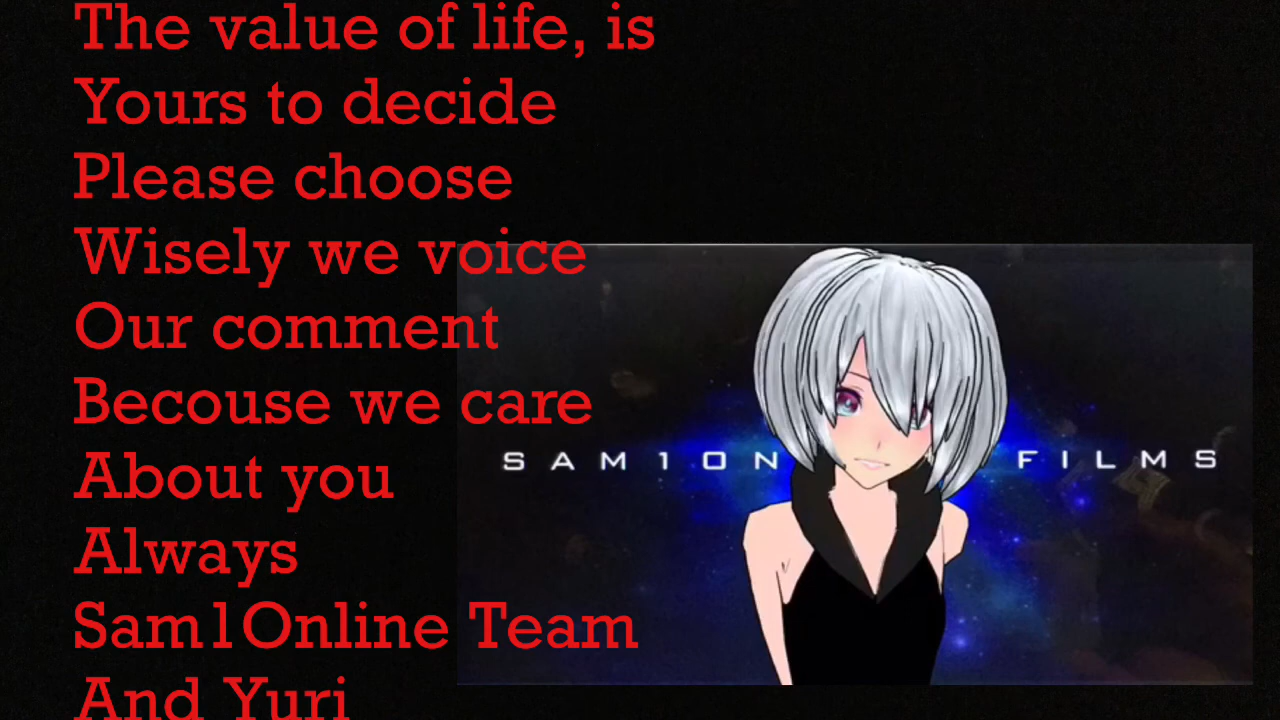 The value of life, is
Yours to decide
Please choose
Wisely we voice
Our comment
Becouse we care
About you
Always
Sam1Online Team
And Yuri
SAM1ON FILMS